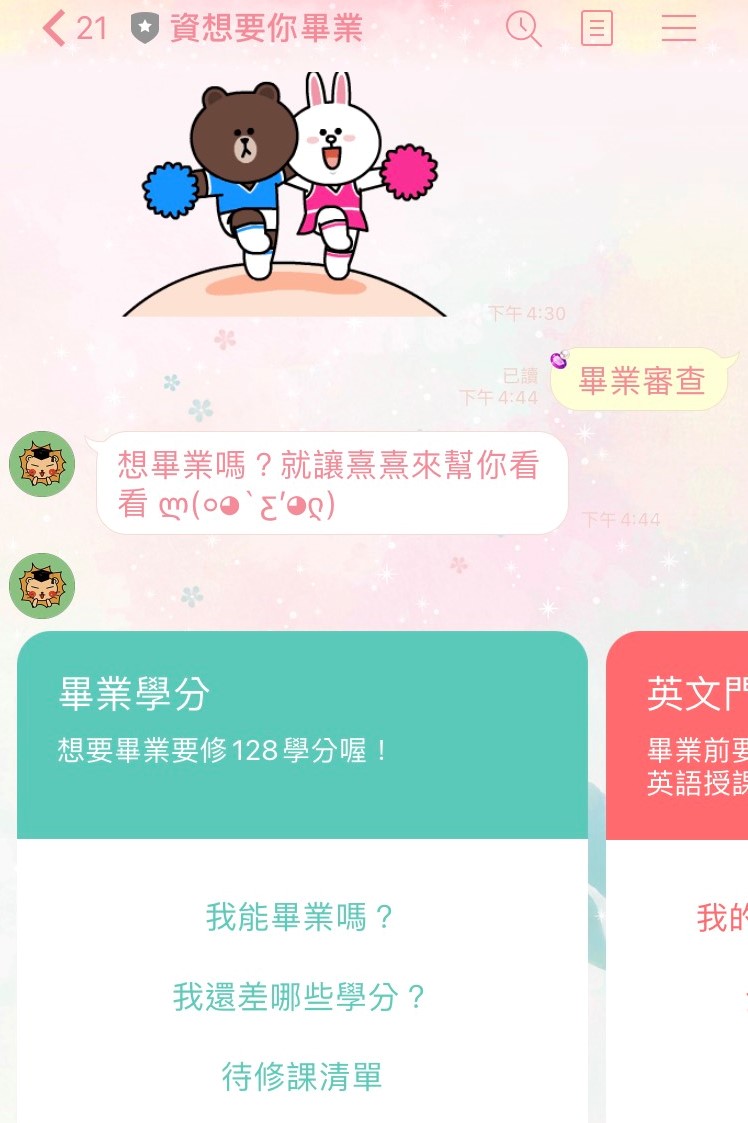 21 資想要你畢業
下午 4:30
已讀
下午 4:44
畢業審查
想畢業嗎？就讓熹熹來幫你看
看 ლ(०◕`ƹ'◕ლ)
下午 4:44
畢業學分
想要畢業要修128學分喔！
英文門
畢業前要
英語授課
我能畢業嗎？
我的
我還差哪些學分？
待修課清單